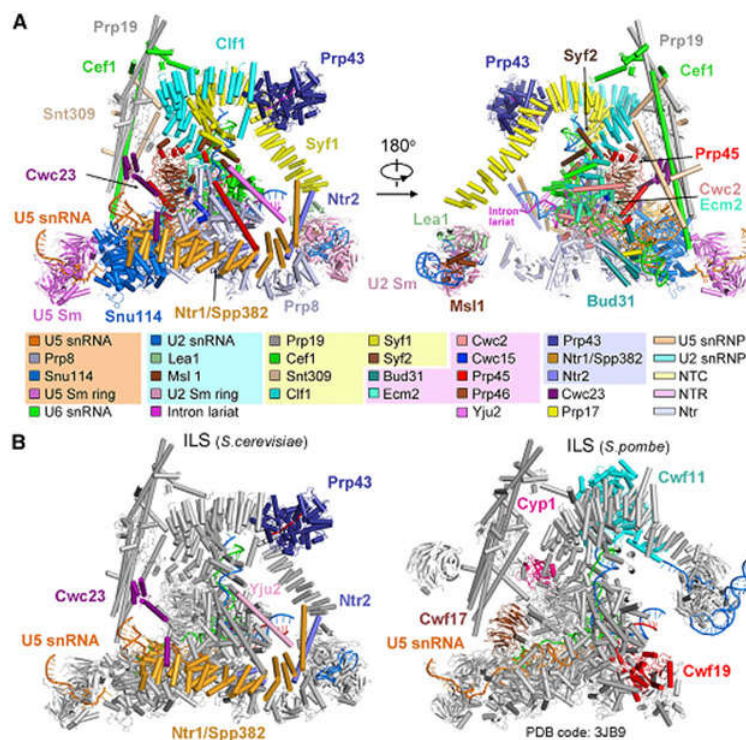 A
Prp19
Cef1
Clf1
Prp43
Snt309
Syf1
Cwc23
Ntr2
U5 snRNA
U5 Sm
Snu114
Ntr1/Spp382
Prp8
180°
Syf2
Prp43
Prp19
Cef1
Prp45
Cwc2
Ecm2
Intron
lariat
Lea1
U2 Sm
Msl1
Bud31
U5 snRNA U2 snRNA Prp19 Syf1 Cwc2 Prp43 U5 snRNP
Prp8 Lea1 Cef1 Syf2 Cwc15 Ntr1/Spp382 U2 snRNP
Snu114 Msl 1 Snt309 Bud31 Prp45 Ntr2 NTC
U5 Sm ring U2 Sm ring Clf1 Ecm2 Prp46 Cwc23 NTR
U6 snRNA Intron lariat Yju2 Prp17 Ntr
B
ILS (S.cerevisiae)
Prp43
Cwc23
Yju2
Ntr2
U5 snRNA
Ntr1/Spp382
ILS (S.pombe)
Cwf11
Cyp1
Cwf17
U5 snRNA
Cwf19
PDB code: 3JB9